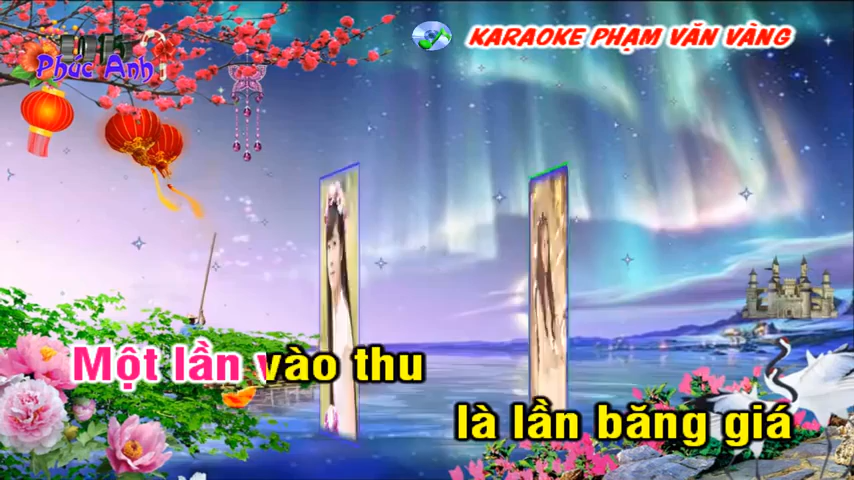 KARAOKE PHẠM VĂN VÀNG
Phúc Anh
Một lần vào thu
là lần băng giá